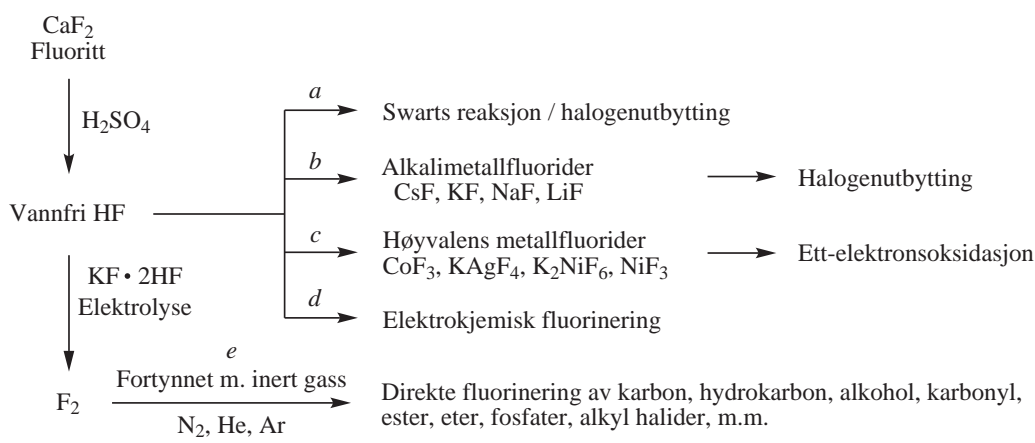 CaF₂
Fluoritt
H₂SO₄
Vannfri HF
a
Swarts reaksjon / halogenutbytting
b
Alkalimetallfluorider
CsF, KF, NaF, LiF
Halogenutbytting
c
Høyvalens metallfluorider
CoF₃, KAgF₄, K₂NiF₆, NiF₃
Ett-elektronsoksidasjon
d
Elektrokjemisk fluorinering
KF • 2HF
Elektrolyse
F₂
e
Fortynnet m. inert gass
N₂, He, Ar
Direkte fluorinering av karbon, hydrokarbon, alkohol, karbonyl,
ester, eter, fosfater, alkyl halider, m.m.